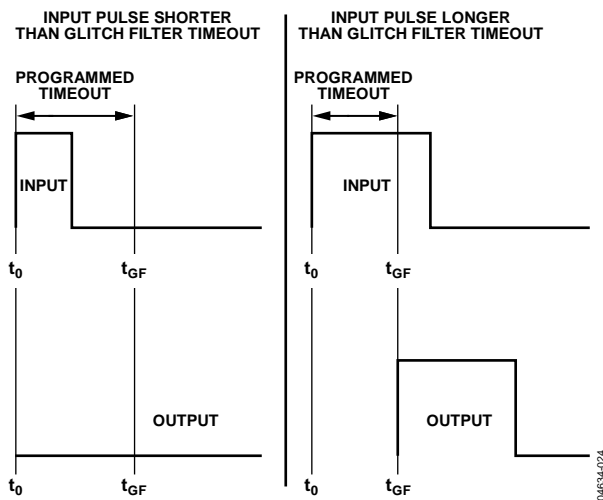 INPUT PULSE SHORTER
THAN GLITCH FILTER TIMEOUT
PROGRAMMED
TIMEOUT
INPUT
t0
tGF
OUTPUT
t0
tGF
INPUT PULSE LONGER
THAN GLITCH FILTER TIMEOUT
PROGRAMMED
TIMEOUT
INPUT
t0
tGF
OUTPUT
t0
tGF
04634-024